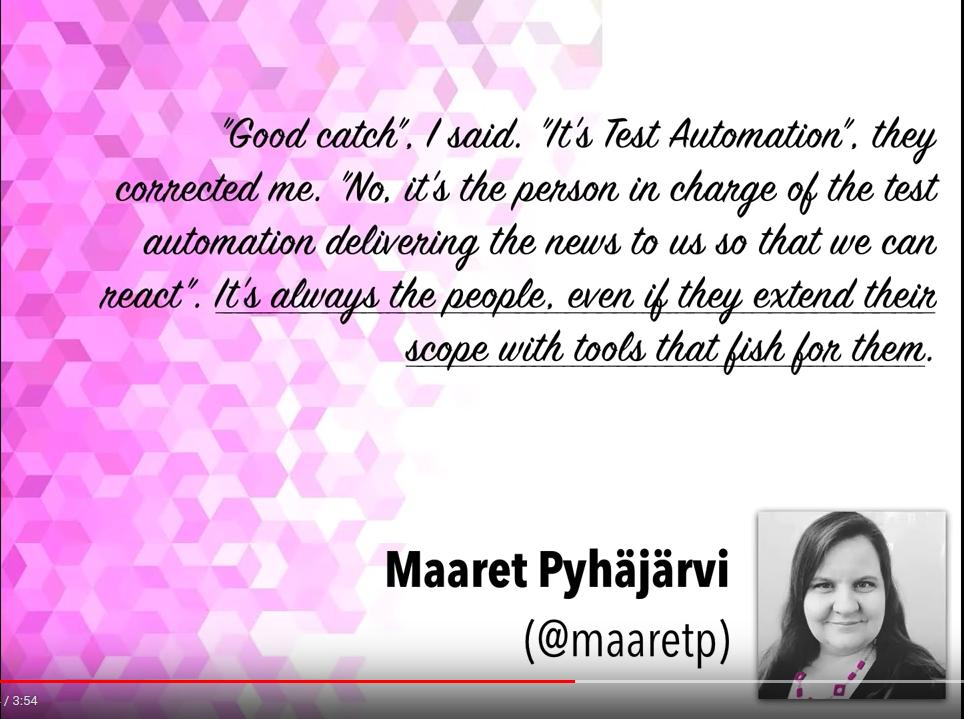 "Good catch", I said. "It's Test Automation", they
corrected me. "No, it's the person in charge of the test
automation delivering the news to us so that we can
react". It's always the people, even if they extend their
scope with tools that fish for them.
Maaret Pyhäjärvi
(@maaretp)
/ 3:54